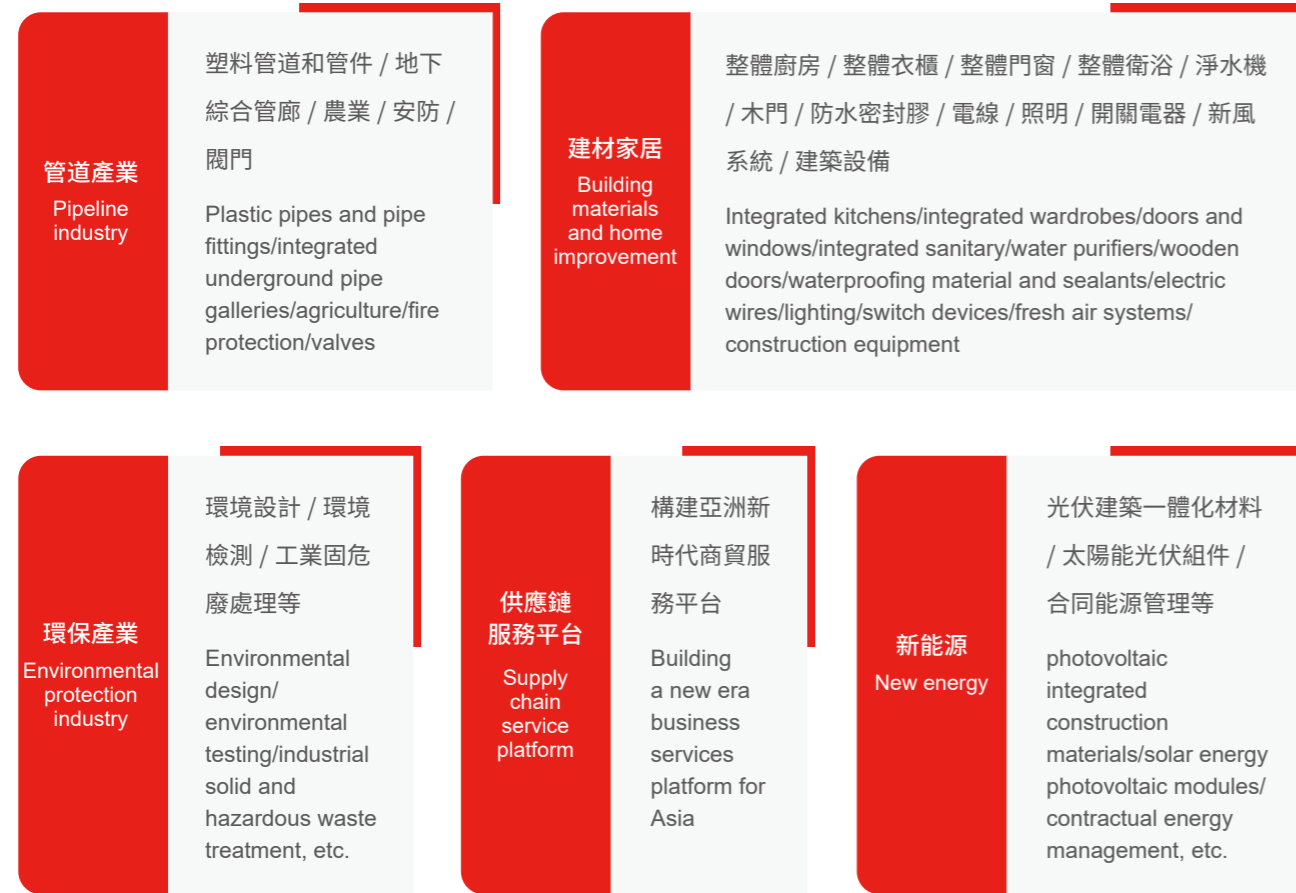 管道產業
Pipeline
industry
塑料管道和管件 / 地下
綜合管廊 / 農業 / 安防 /
閥門
Plastic pipes and pipe
fittings/integrated
underground pipe
galleries/agriculture/fire
protection/valves
建材家居
Building
materials
and home
improvement
整體廚房 / 整體衣櫃 / 整體門窗 / 整體衛浴 / 淨水機
/ 木門 / 防水密封膠 / 電線 / 照明 / 開關電器 / 新風
系統 / 建築設備
Integrated kitchens/integrated wardrobes/doors and
windows/integrated sanitary/water purifiers/wooden
doors/waterproofing material and sealants/electric
wires/lighting/switch devices/fresh air systems/
construction equipment
環保產業
Environmental
protection
industry
環境設計 / 環境
檢測 / 工業固危
廢處理等
Environmental
design/
environmental
testing/industrial
solid and
hazardous waste
treatment, etc.
供應鏈
服務平台
Supply
chain
service
platform
構建亞洲新
時代商貿服
務平台
Building
a new era
business
services
platform for
Asia
新能源
New energy
光伏建築一體化材料
/ 太陽能光伏組件 /
合同能源管理等
photovoltaic
integrated
construction
materials/solar energy
photovoltaic modules/
contractual energy
management, etc.